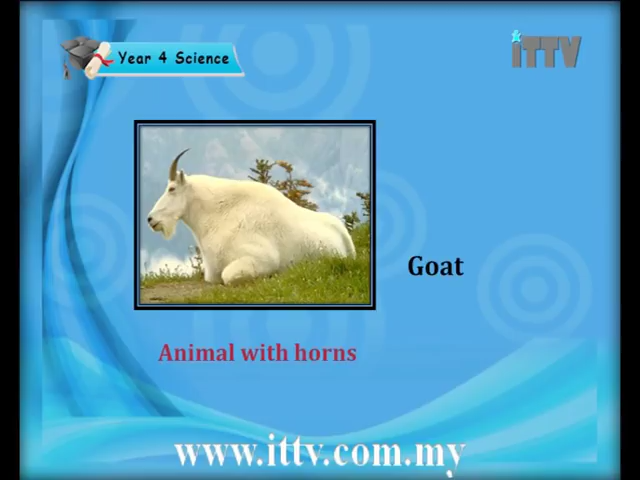 Year 4 Science
iTTV
Goat
Animal with horns
www.ittv.com.my